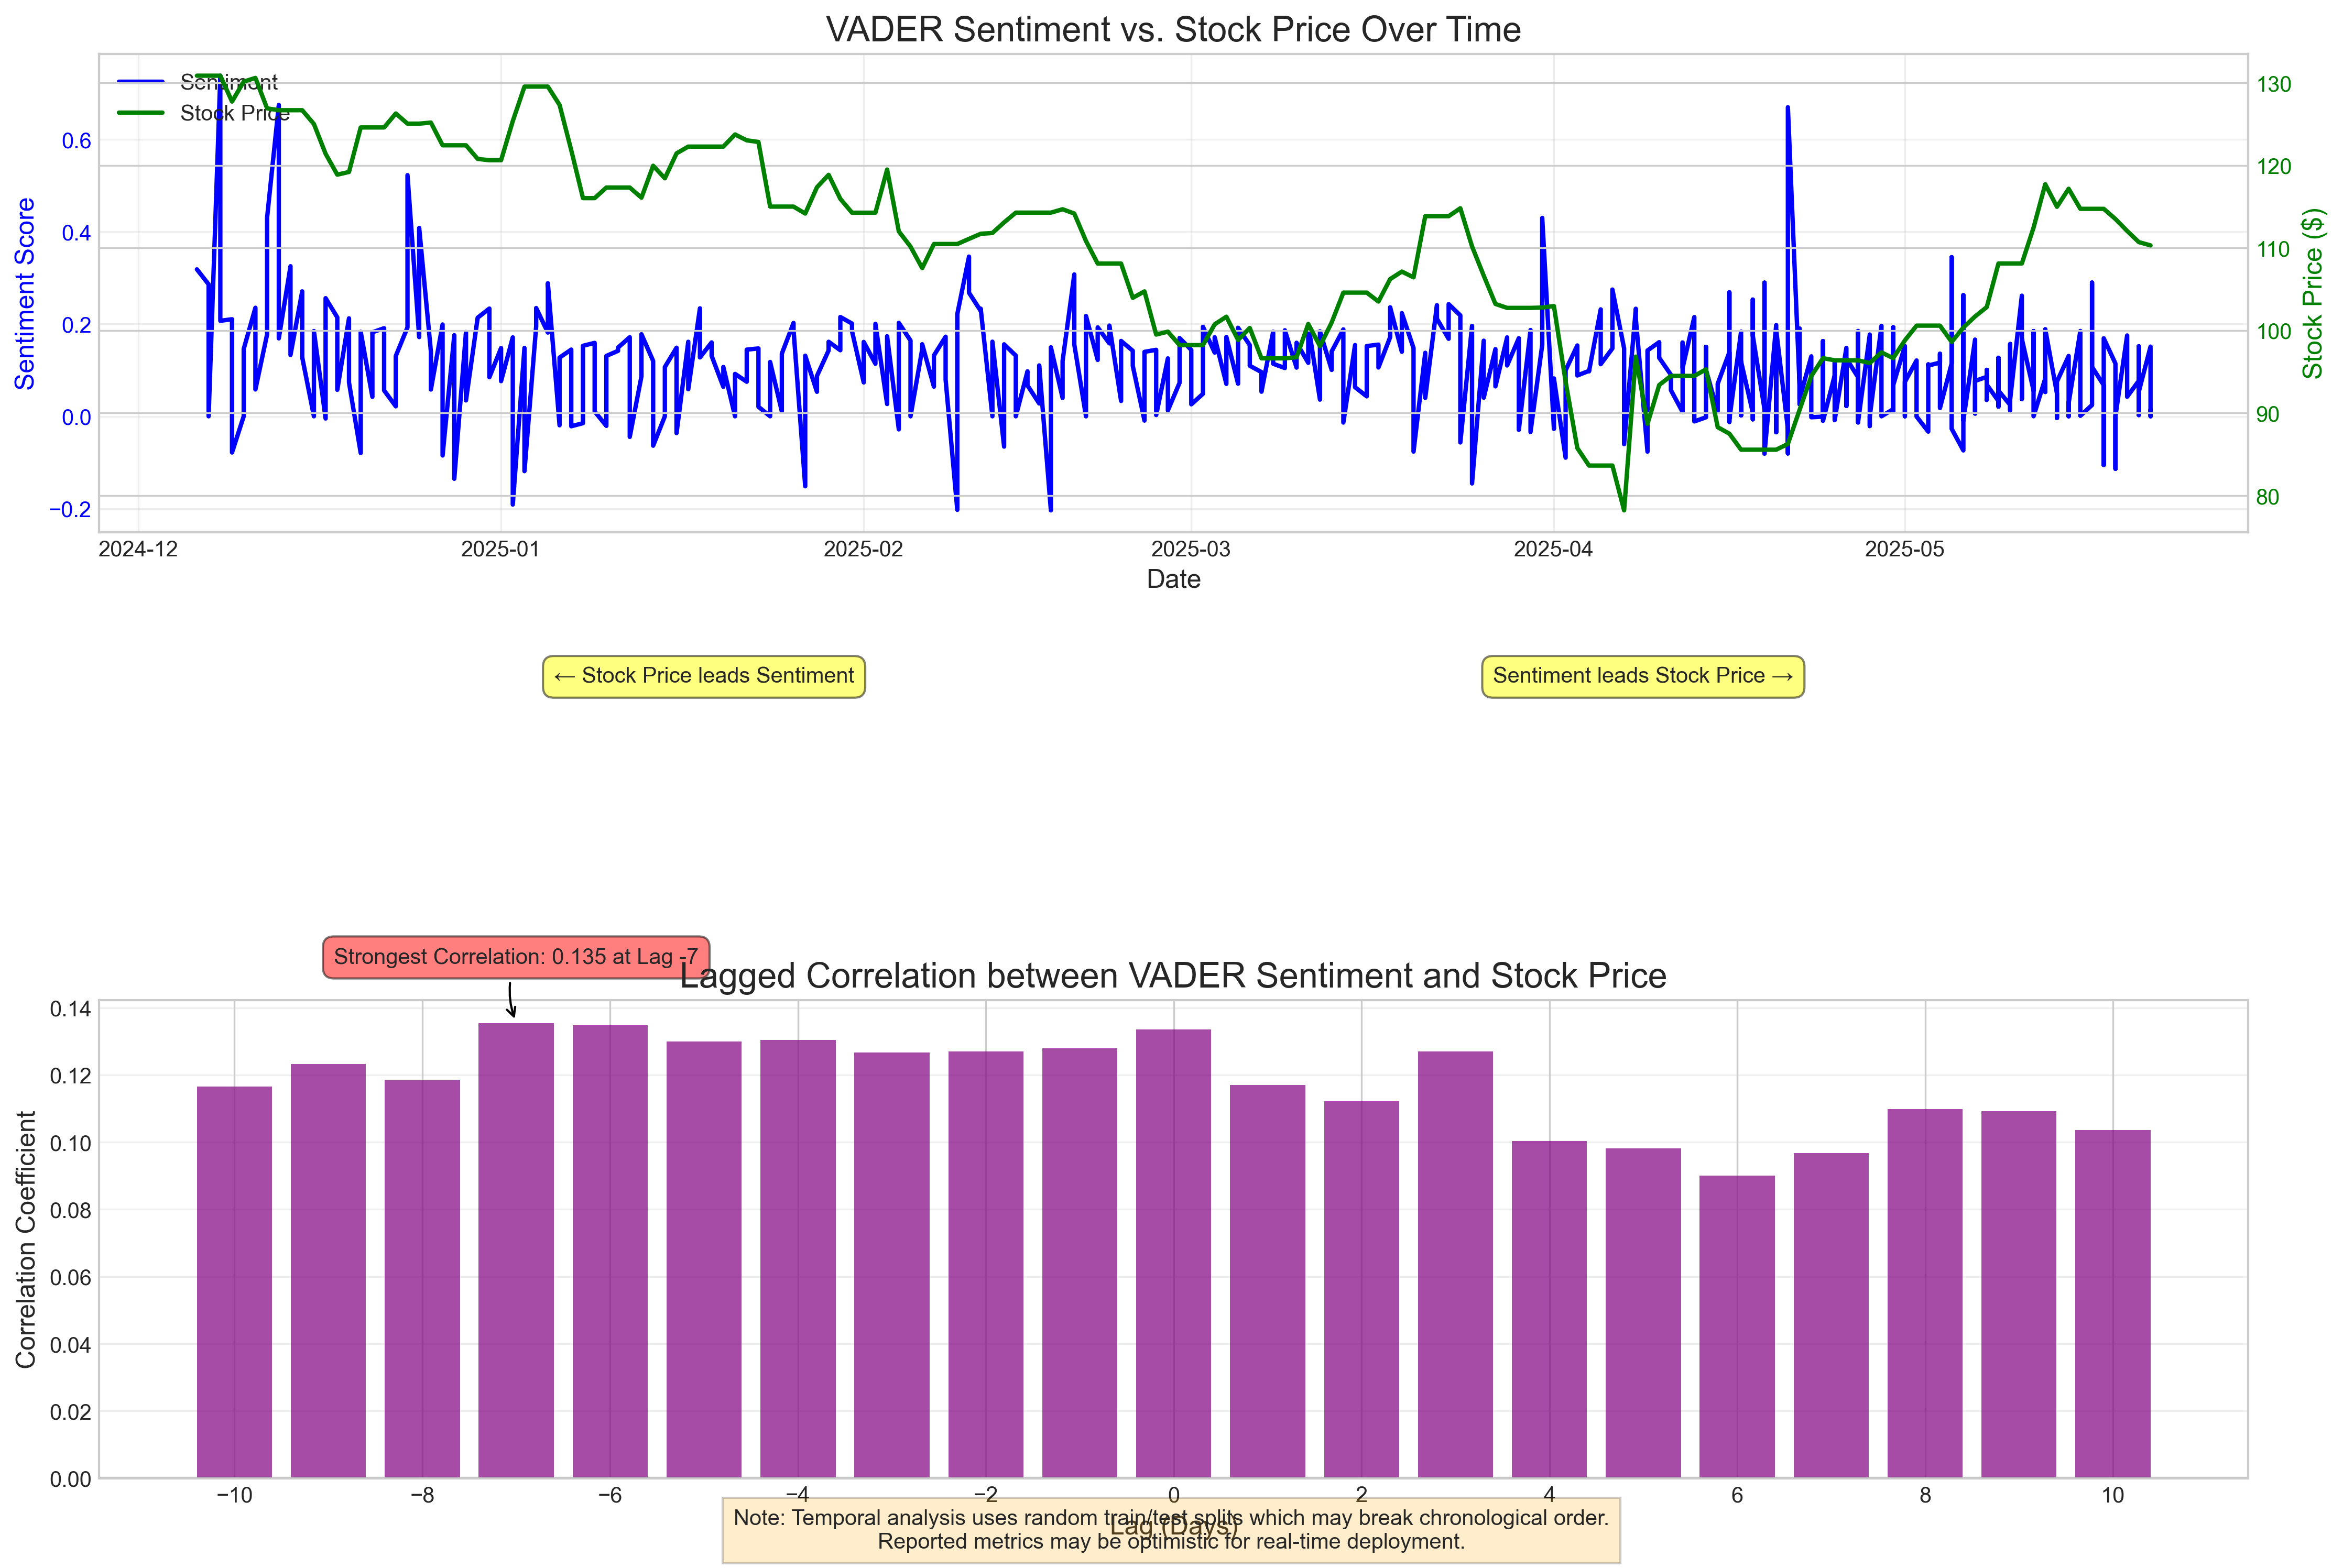 VADER Sentiment vs. Stock Price Over Time
Sentiment
Stock Price
Sentiment Score
0.6
0.4
0.2
0.0
−0.2
Stock Price ($)
130
120
110
100
90
80
2024-12
2025-01
2025-02
2025-03
2025-04
2025-05
Date
← Stock Price leads Sentiment
Sentiment leads Stock Price →
Strongest Correlation: 0.135 at Lag -7
Lagged Correlation between VADER Sentiment and Stock Price
Correlation Coefficient
0.14
0.12
0.10
0.08
0.06
0.04
0.02
0.00
−10
−8
−6
−4
−2
0
2
4
6
8
10
Lag (Days)
Note: Temporal analysis uses random train/test splits which may break chronological order.
Reported metrics may be optimistic for real-time deployment.